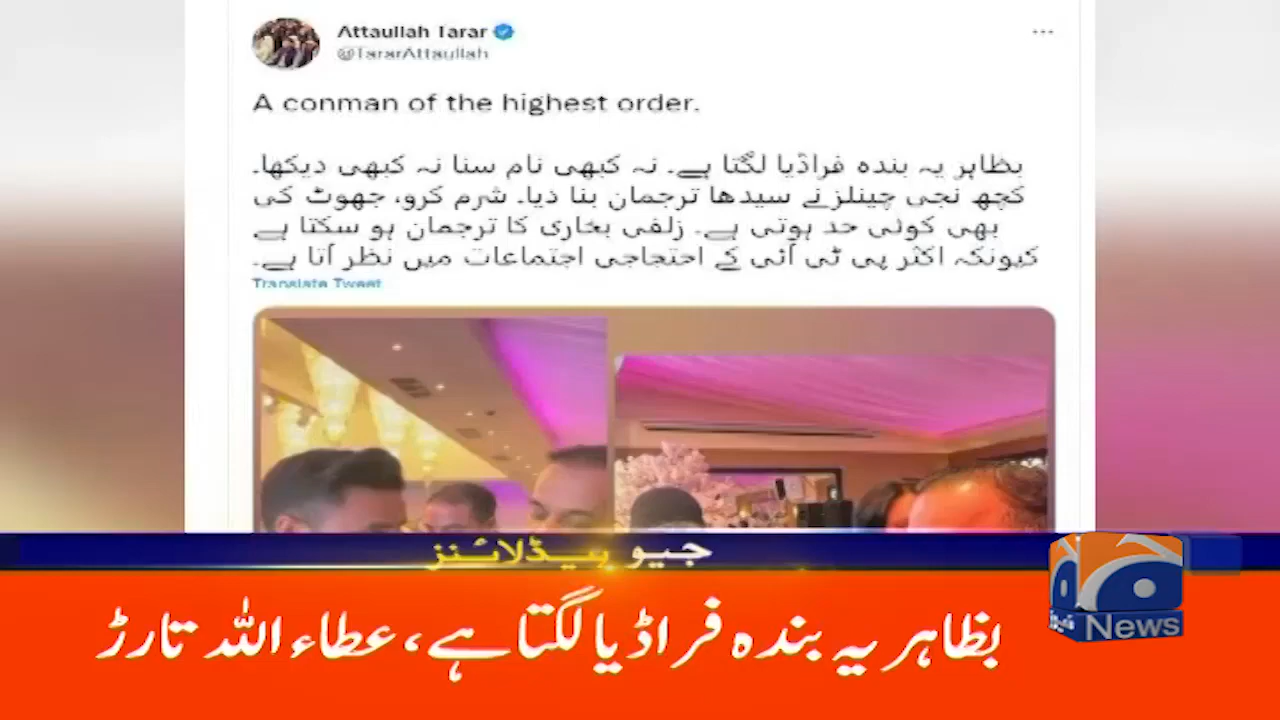 Attaullah Tarar
@TararAttaullah
A conman of the highest order.
بظاہر یہ بندہ فراڈیا لگتا ہے۔ نہ کبھی نام سنا نہ کبھی دیکھا۔
کچھ نجی چینلز نے سیدھا ترجمان بنا دیا۔ شرم کرو، جھوٹ کی
بھی کوئی حد ہوتی ہے۔ زلفی بخاری کا ترجمان ہو سکتا ہے
کیونکہ اکثر پی ٹی آئی کے احتجاجی اجتماعات میں نظر آتا ہے۔
Translate Tweet
جیو ہیڈلائنز
بظاہر یہ بندہ فراڈیا لگتا ہے، عطاء اللہ تارڑ
نیوز News